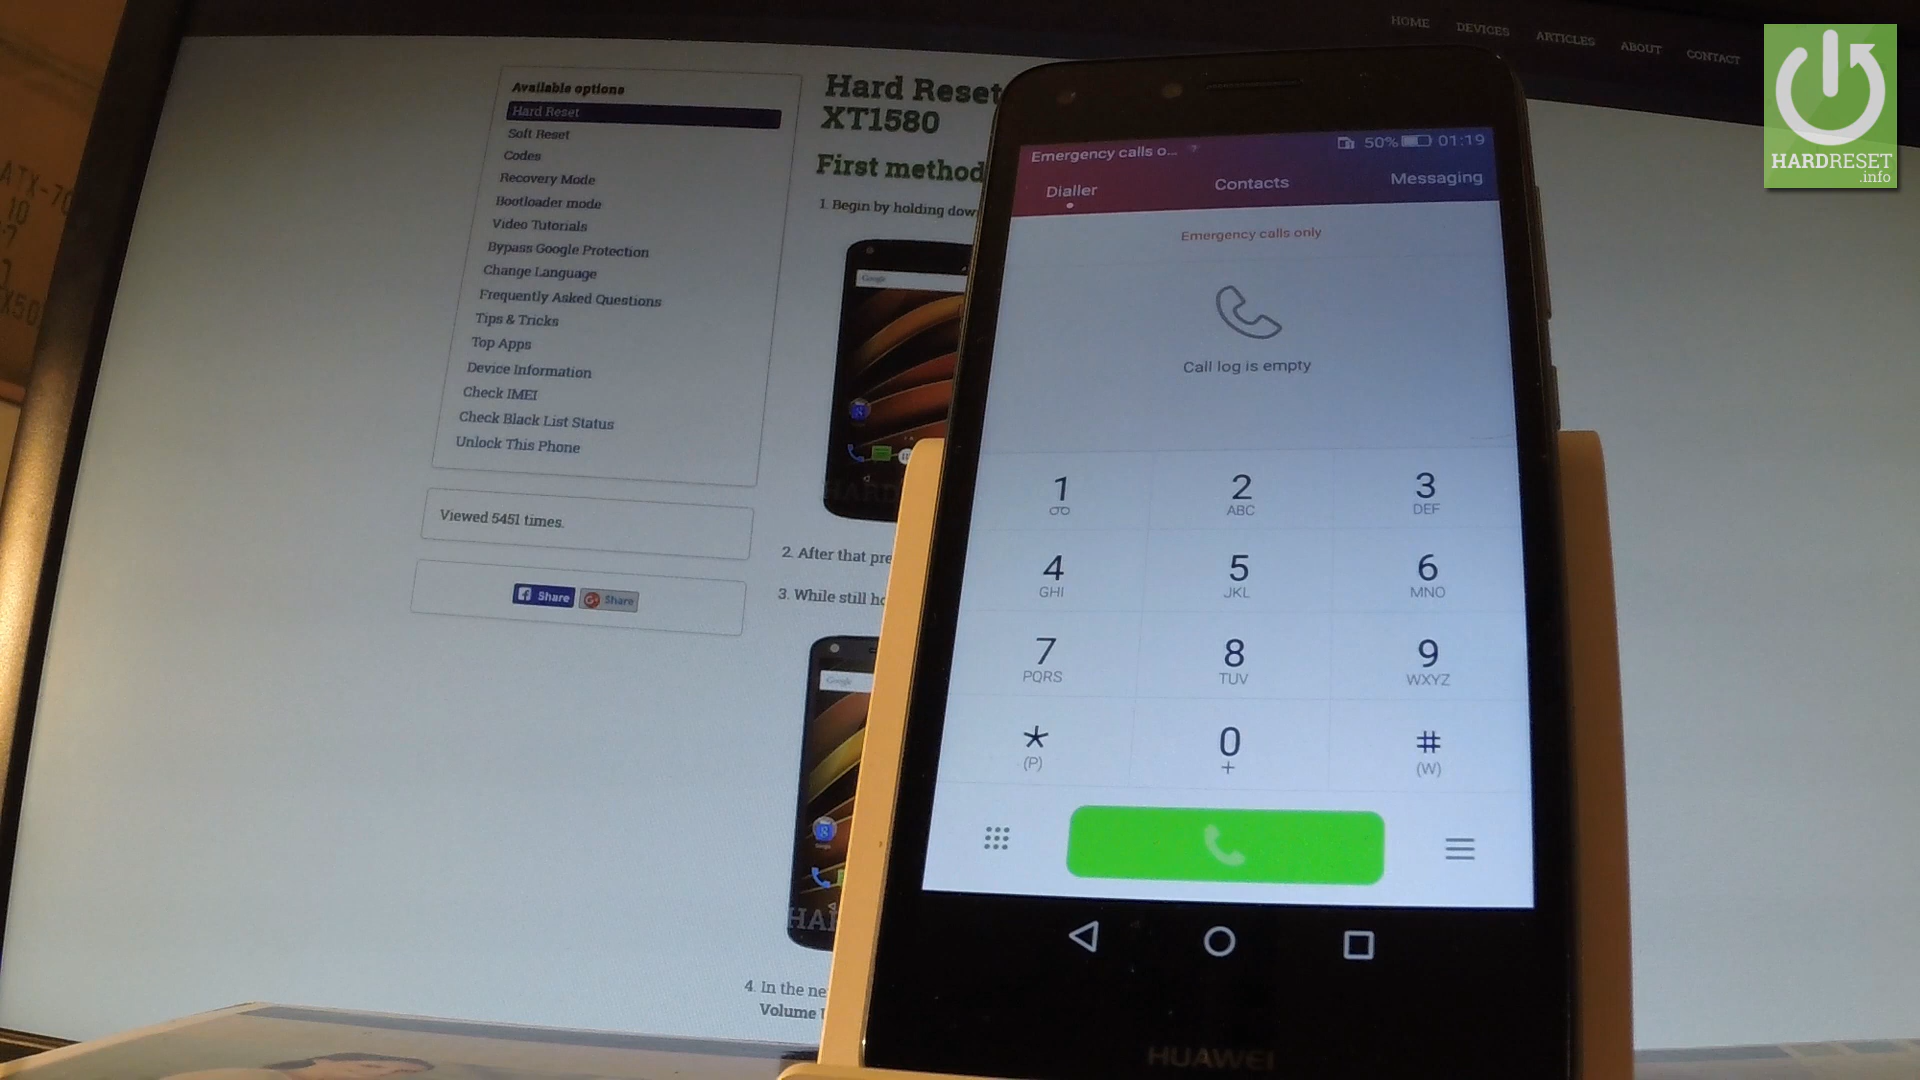 HOME
DEVICES
ARTICLES
ABOUT
CONTACT
HARDRESET
.info
Available options
Hard Reset
Soft Reset
Codes
Recovery Mode
Bootloader mode
Video Tutorials
Bypass Google Protection
Change Language
Frequently Asked Questions
Tips & Tricks
Top Apps
Device Information
Check IMEI
Check Black List Status
Unlock This Phone
Viewed 5451 times.
Share
Share
Hard Reset
XT1580
First method
1. Begin by holding
Google
2. After that
3. While still
Google
4. In the
Volume
Emergency calls o...
50%
01:19
Dialler
Contacts
Messaging
Emergency calls only
Call log is empty
1
2
ABC
3
DEF
4
GHI
5
JKL
6
MNO
7
PQRS
8
TUV
9
WXYZ
*
(P)
0
+
#
(W)
HUAWEI